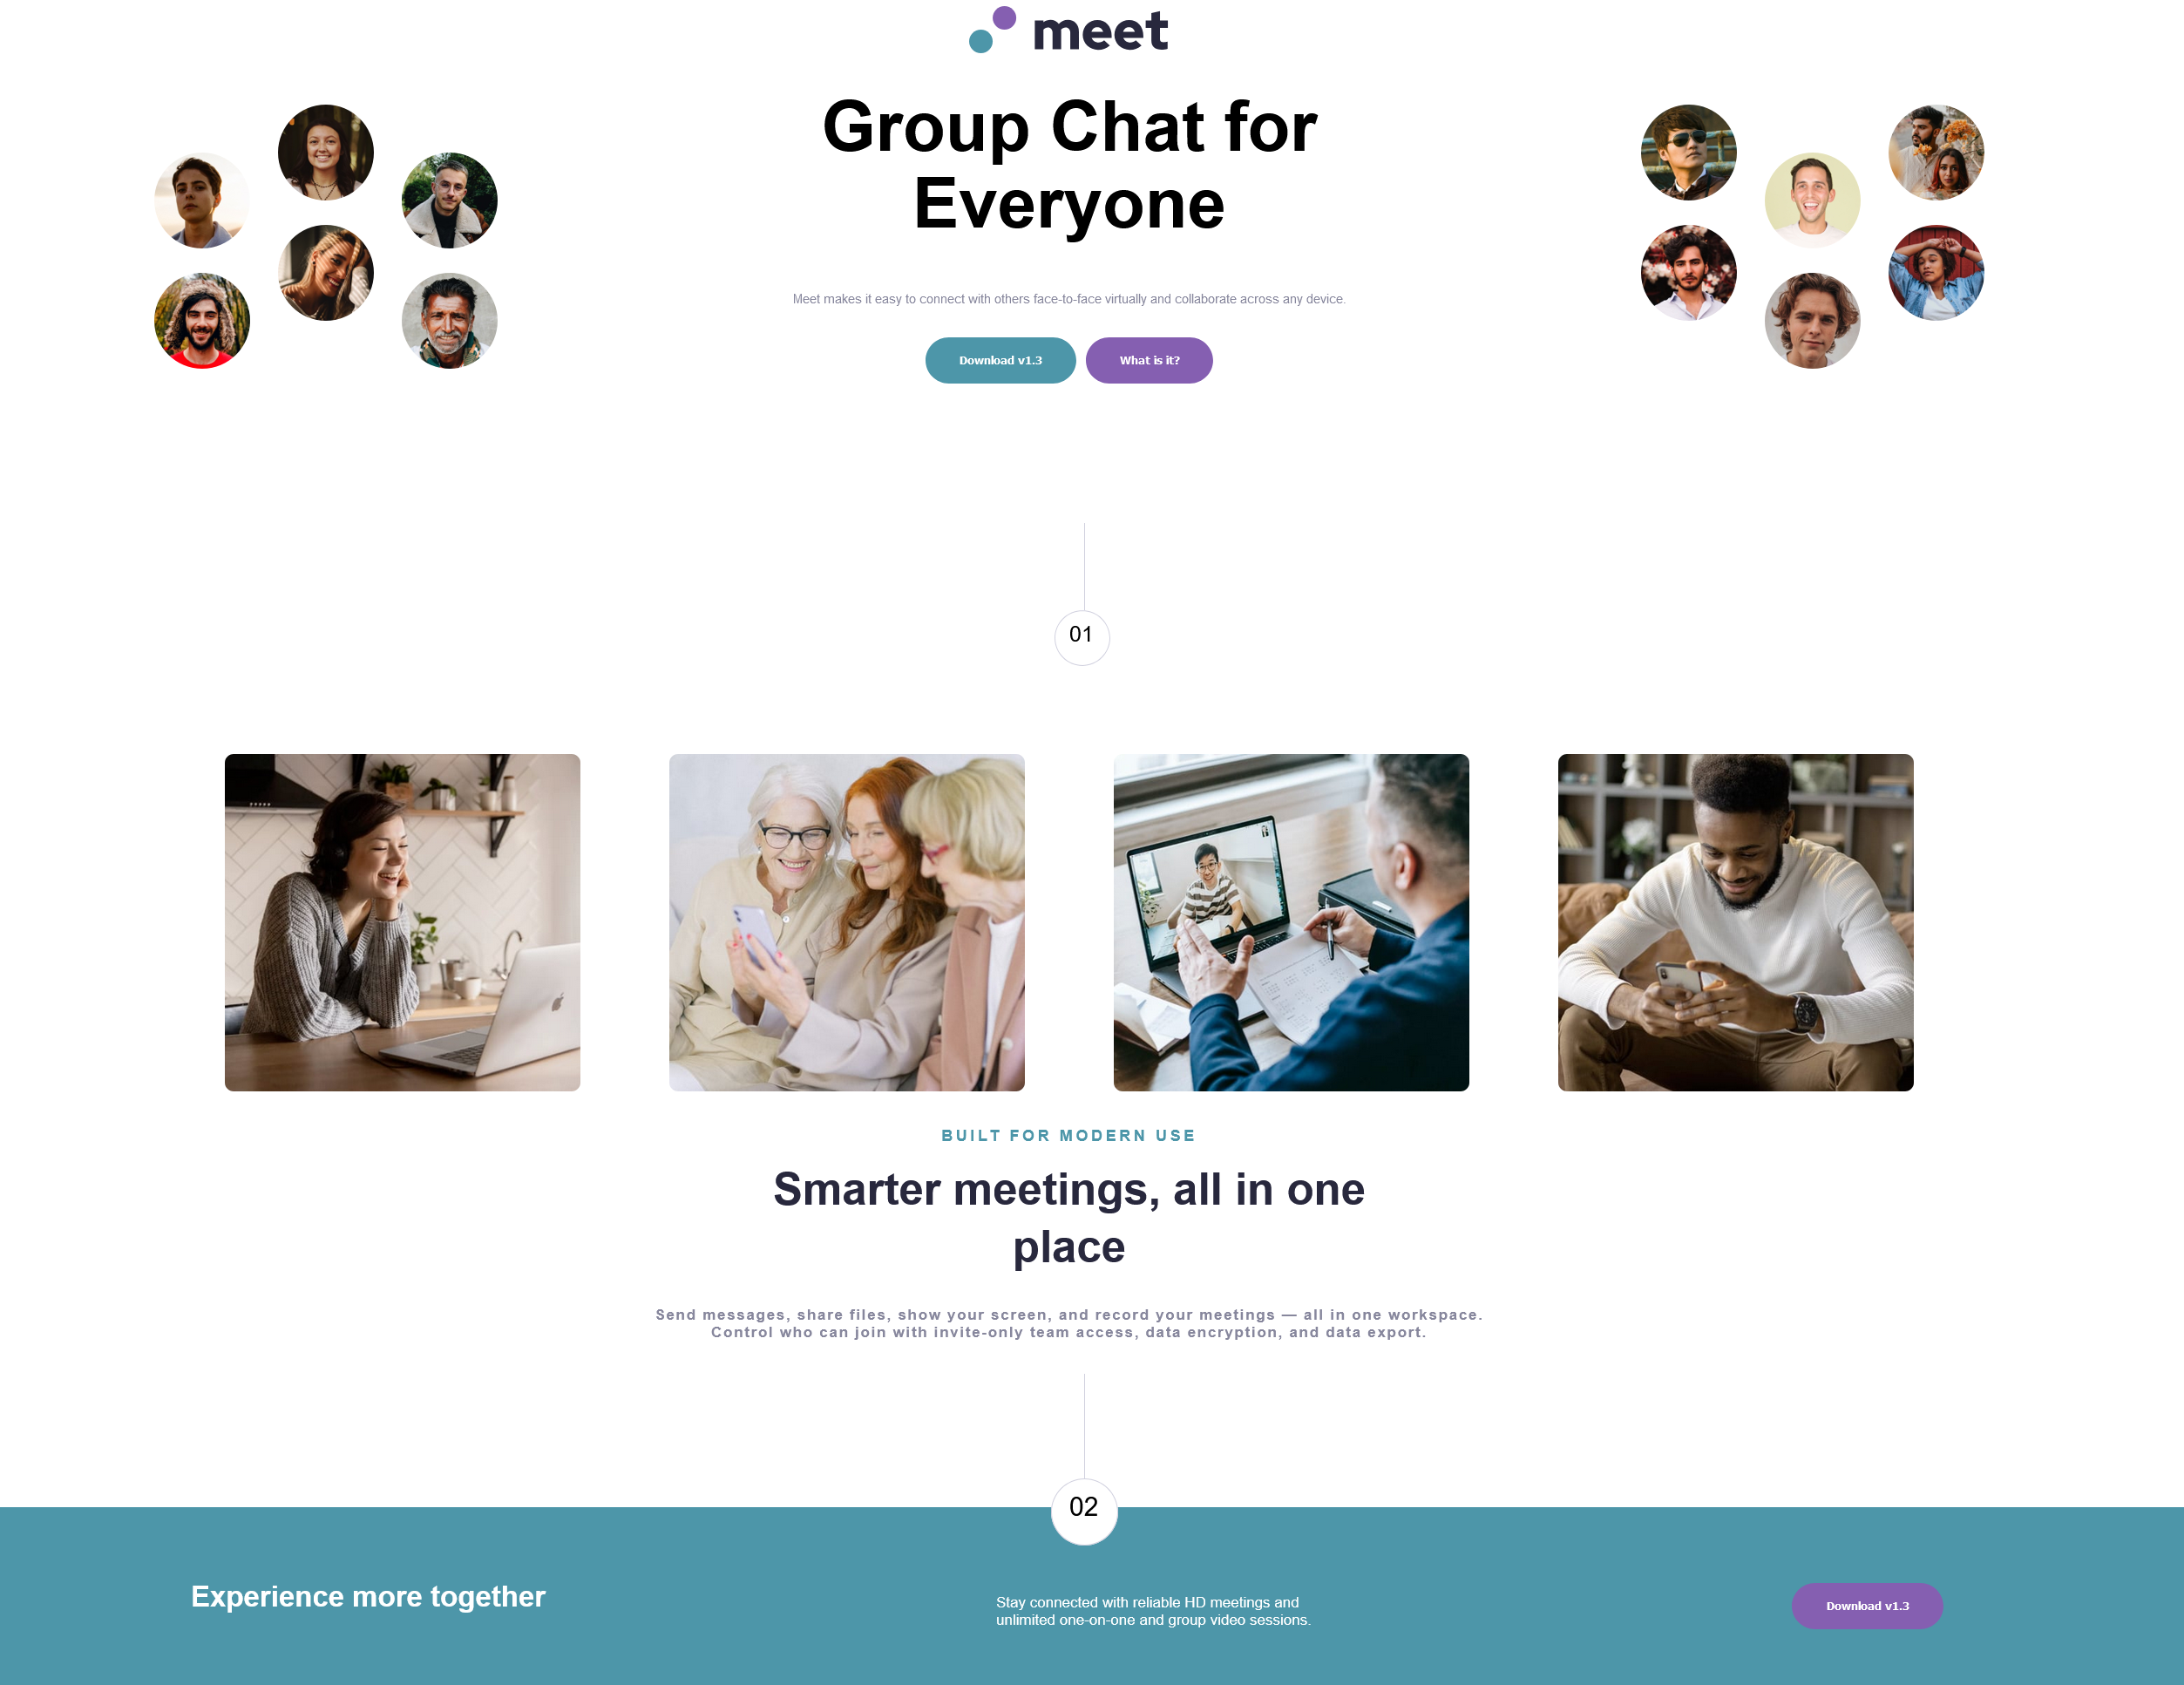 meet
Group Chat for
Everyone
Meet makes it easy to connect with others face-to-face virtually and collaborate across any device.
Download v1.3
What is it?
01
BUILT FOR MODERN USE
Smarter meetings, all in one
place
Send messages, share files, show your screen, and record your meetings — all in one workspace.
Control who can join with invite-only team access, data encryption, and data export.
02
Experience more together
Stay connected with reliable HD meetings and
unlimited one-on-one and group video sessions.
Download v1.3